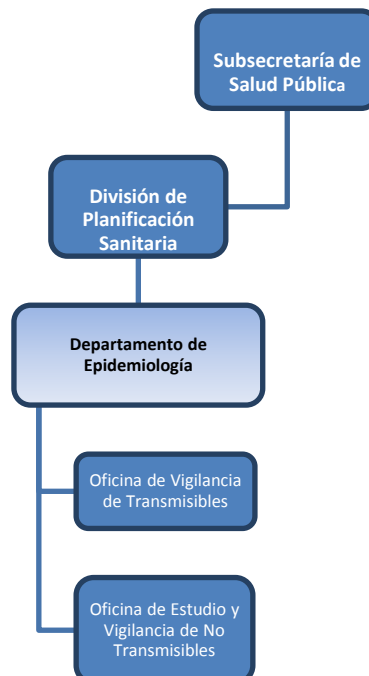 Subsecretaría de
Salud Pública
División de
Planificación
Sanitaria
Departamento de
Epidemiología
Oficina de Vigilancia
de Transmisibles
Oficina de Estudio y
Vigilancia de No
Transmisibles